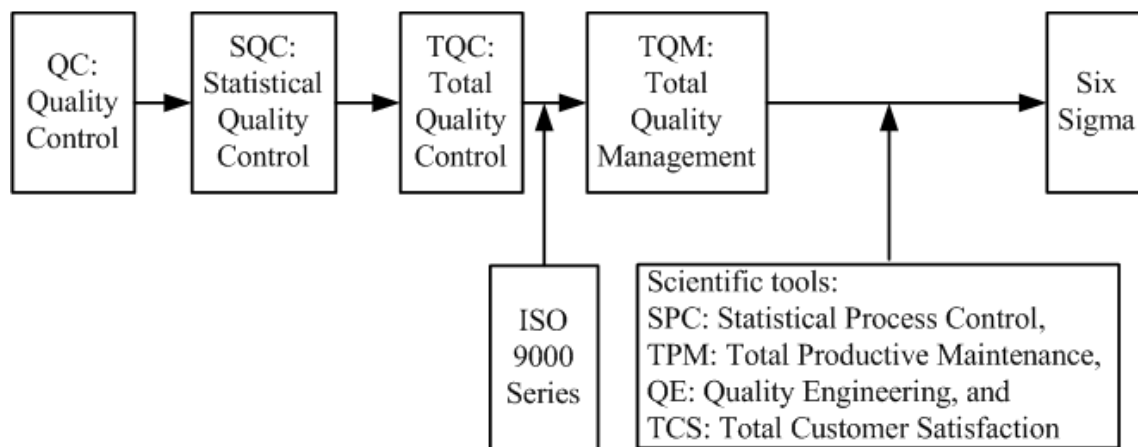 QC:
Quality
Control
SQC:
Statistical
Quality
Control
TQC:
Total
Quality
Control
TQM:
Total
Quality
Management
Six
Sigma
ISO
9000
Series
Scientific tools:
SPC: Statistical Process Control,
TPM: Total Productive Maintenance,
QE: Quality Engineering, and
TCS: Total Customer Satisfaction